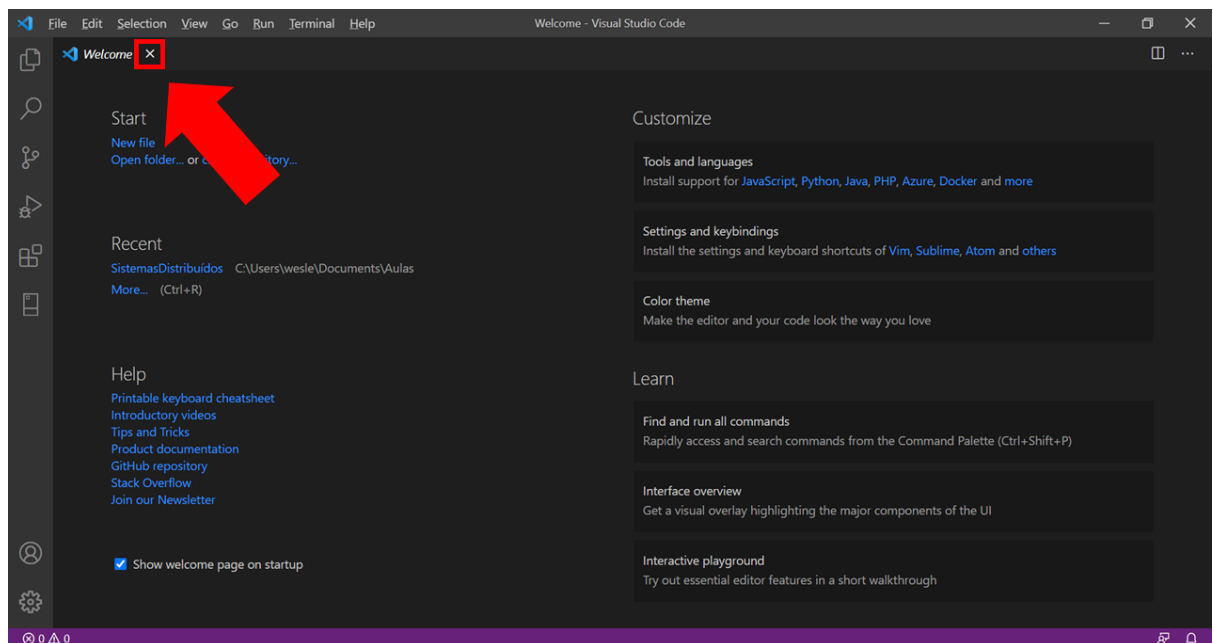 File Edit Selection View Go Run Terminal Help
Welcome - Visual Studio Code
Welcome
Start
New file
Open folder... or
Recent
SistemasDistribuídos C:\Users\wesle\Documents\Aulas
More... (Ctrl+R)
Help
Printable keyboard cheatsheet
Introductory videos
Tips and Tricks
Product documentation
GitHub repository
Stack Overflow
Join our Newsletter
Show welcome page on startup
Customize
Tools and languages
Install support for JavaScript, Python, Java, PHP, Azure, Docker and more
Settings and keybindings
Install the settings and keyboard shortcuts of Vim, Sublime, Atom and others
Color theme
Make the editor and your code look the way you love
Learn
Find and run all commands
Rapidly access and search commands from the Command Palette (Ctrl+Shift+P)
Interface overview
Get a visual overlay highlighting the major components of the UI
Interactive playground
Try out essential editor features in a short walkthrough
0 0